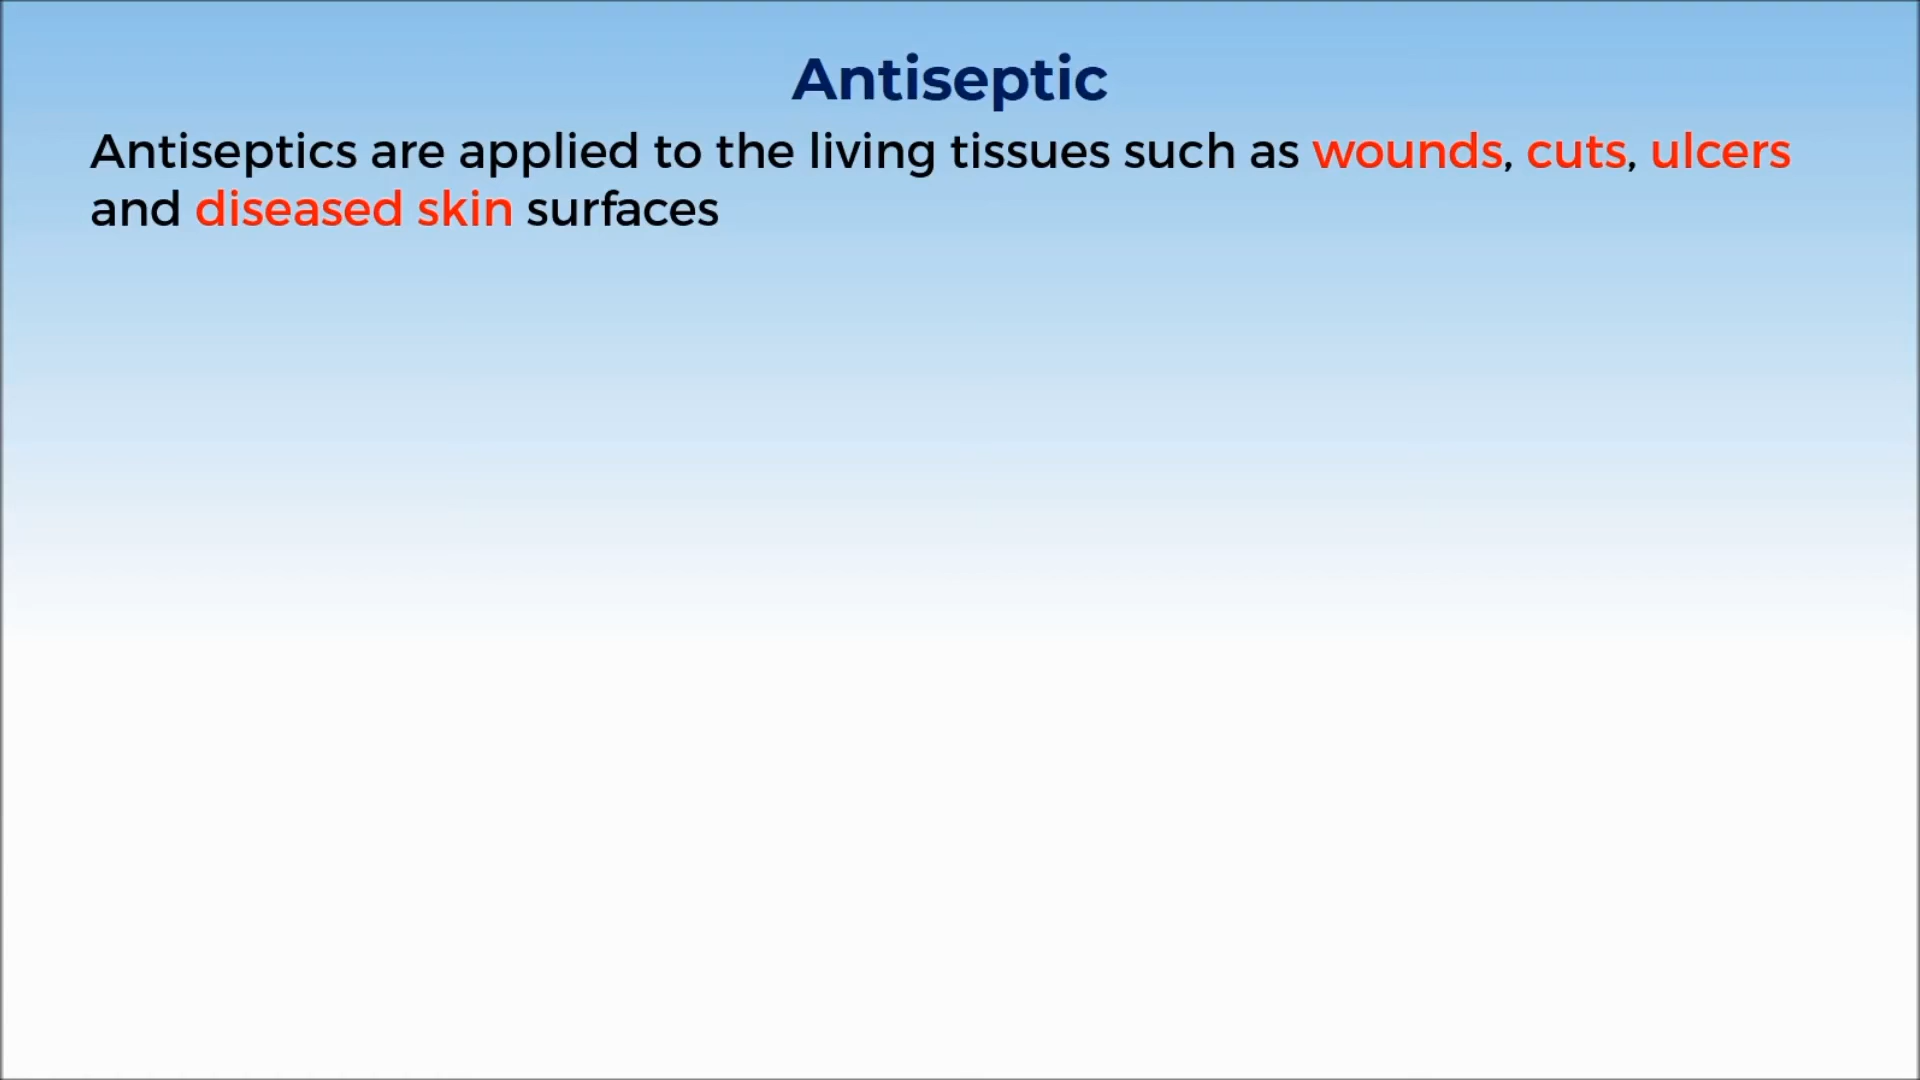 Antiseptic
Antiseptics are applied to the living tissues such as wounds, cuts, ulcers
and diseased skin surfaces